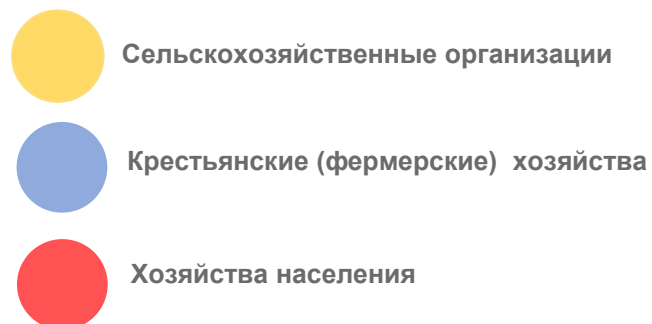 Сельскохозяйственные организации
Крестьянские (фермерские) хозяйства
Хозяйства населения